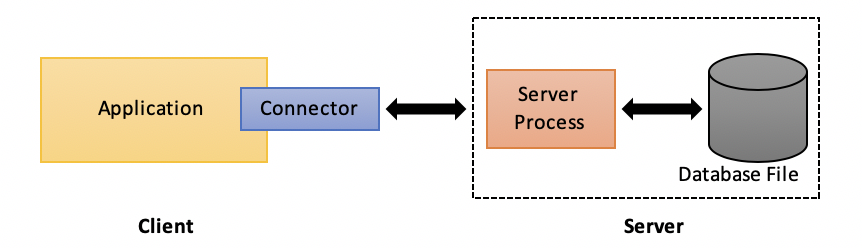 Application
Connector
Server
Process
Database File
Client
Server